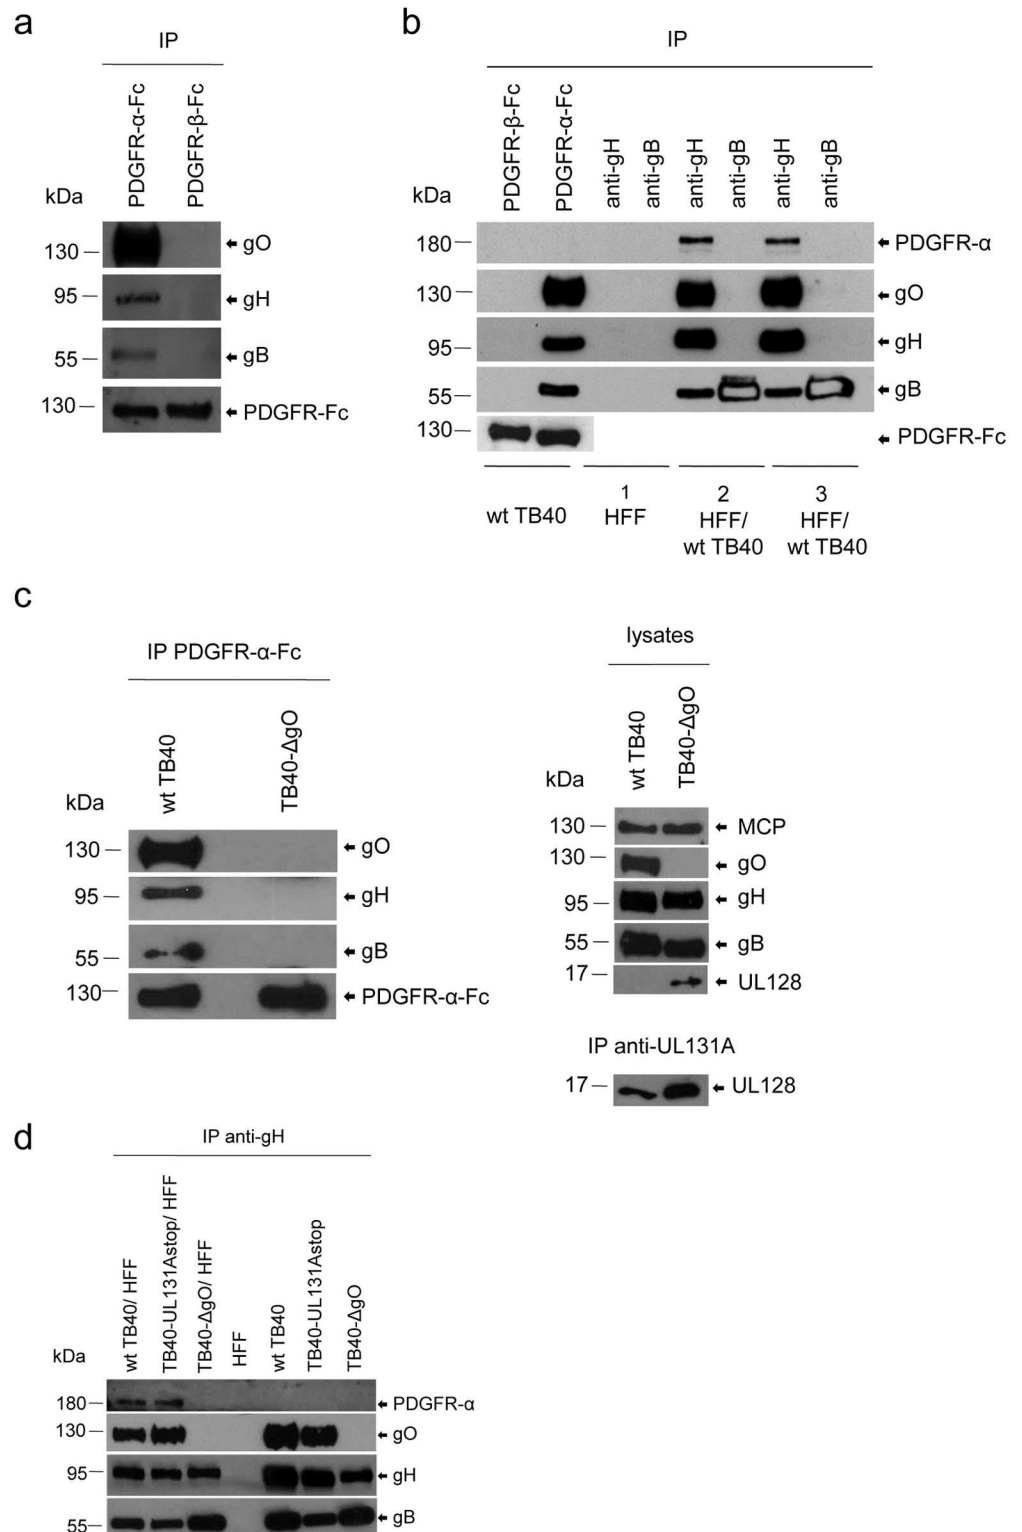 a
IP
PDGFR-α-Fc
PDGFR-β-Fc
kDa
130
gO
95
gH
55
gB
130
PDGFR-Fc
b
IP
PDGFR-β-Fc
PDGFR-α-Fc
anti-gH
anti-gB
anti-gH
anti-gB
anti-gH
anti-gB
kDa
180
PDGFR-α
130
gO
95
gH
55
gB
130
PDGFR-Fc
wt TB40
1
HFF
2
HFF/
wt TB40
3
HFF/
wt TB40
c
IP PDGFR-α-Fc
wt TB40
TB40-ΔgO
kDa
130
gO
95
gH
55
gB
130
PDGFR-α-Fc
lysates
wt TB40
TB40-ΔgO
kDa
130
MCP
130
gO
95
gH
55
gB
17
UL128
IP anti-UL131A
17
UL128
d
IP anti-gH
wt TB40/ HFF
TB40-UL131Astop/ HFF
TB40-ΔgO/ HFF
HFF
wt TB40
TB40-UL131Astop
TB40-ΔgO
kDa
180
PDGFR-α
130
gO
95
gH
55
gB